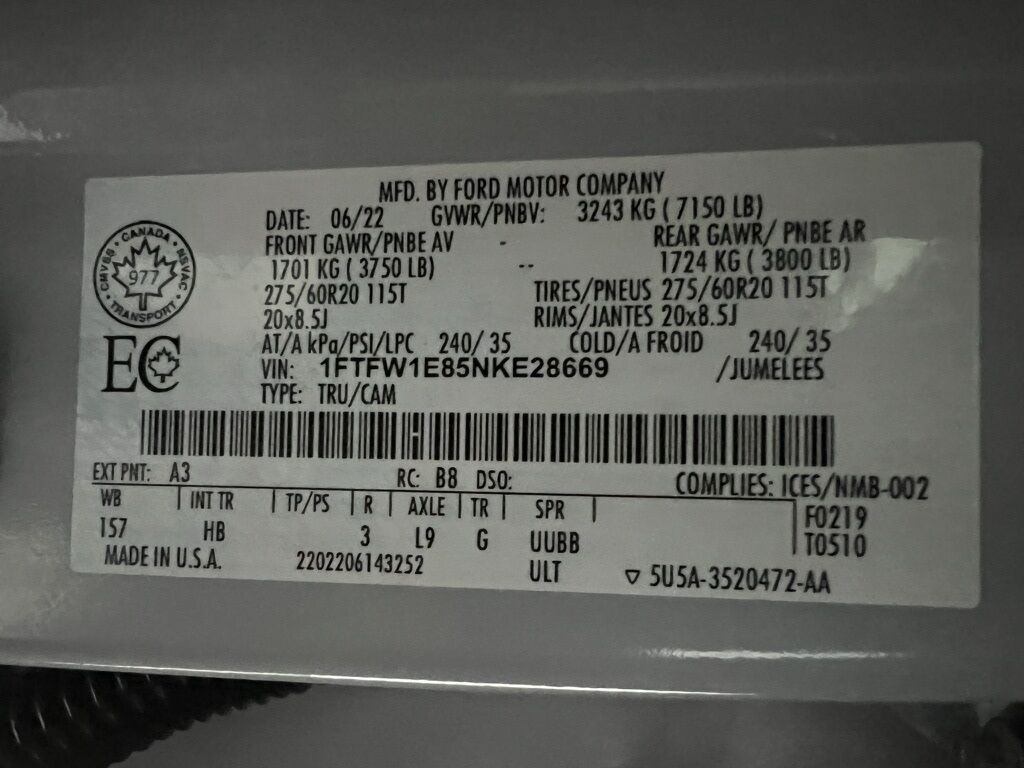 MFD. BY FORD MOTOR COMPANY
DATE: 06/22 GVWR/PNBV: 3243 KG ( 7150 LB)
FRONT GAWR/PNBE AV - REAR GAWR/ PNBE AR
1701 KG ( 3750 LB) -- 1724 KG ( 3800 LB)
275/60R20 115T TIRES/PNEUS 275/60R20 115T
20x8.5J RIMS/JANTES 20x8.5J
AT/A kPa/PSI/LPC 240/ 35 COLD/A FROID 240/ 35
VIN: 1FTFW1E85NKE28669 /JUMELEES
TYPE: TRU/CAM
CANADA
CMVSS NSVAC
977
TRANSPORT
EC
EXT PNT: A3 RC: B8 DSO: COMPLIES: ICES/NMB-002
WB INT TR TP/PS R AXLE TR SPR F0219
157 HB 3 L9 G UUBB T0510
MADE IN U.S.A. 2202206143252 ULT ▽ 5U5A-3520472-AA